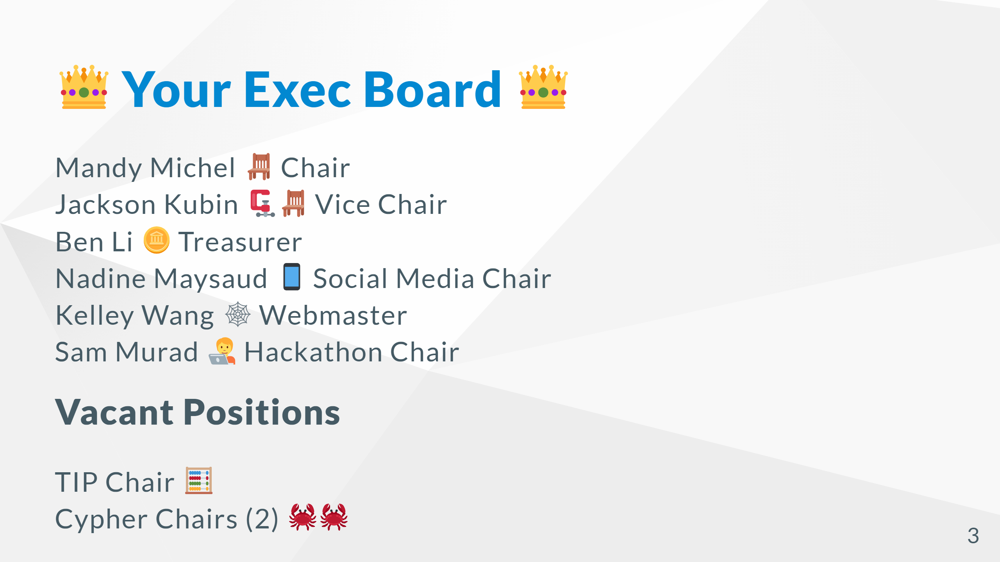 👑 Your Exec Board 👑
Mandy Michel 🪑 Chair
Jackson Kubin 🗜️🪑 Vice Chair
Ben Li 🪙 Treasurer
Nadine Maysaud 📱 Social Media Chair
Kelley Wang 🕸️ Webmaster
Sam Murad 🧑‍💻 Hackathon Chair
Vacant Positions
TIP Chair 🧮
Cypher Chairs (2) 🦀🦀
3